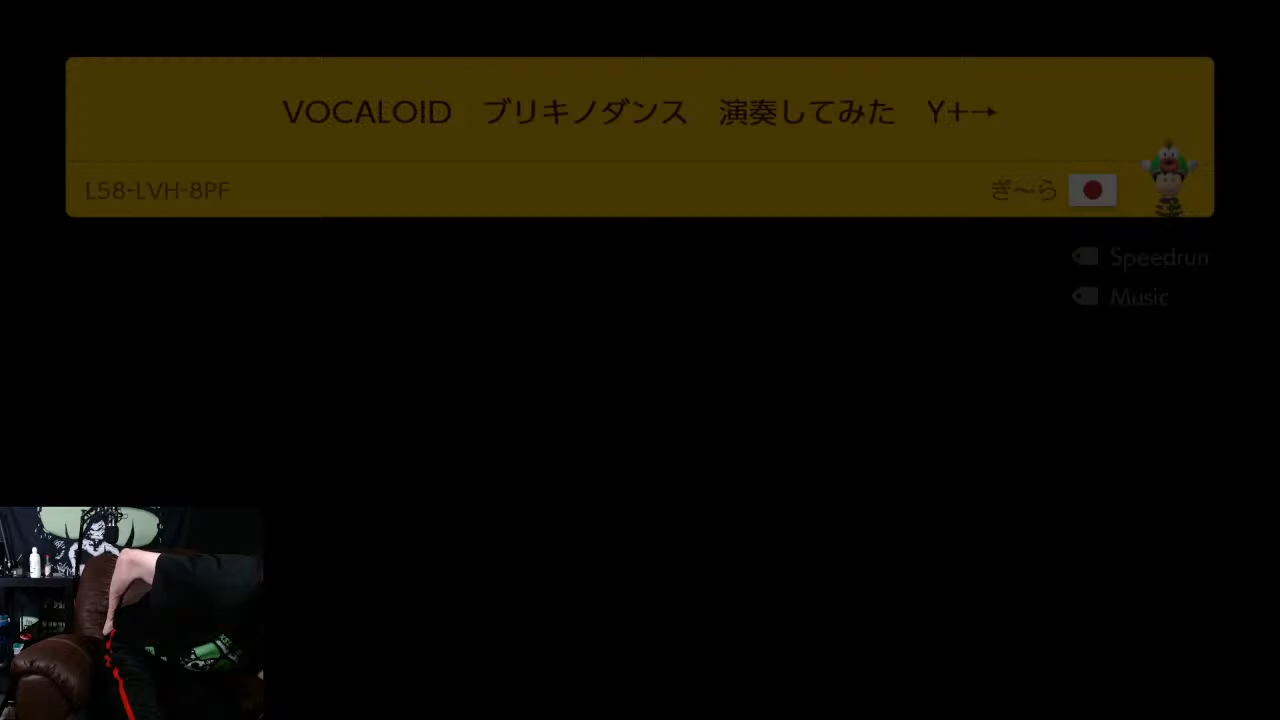 VOCALOID　ブリキノダンス　演奏してみた　Y+→
L58-LVH-8PF
ぎ〜ら
Speedrun
Music